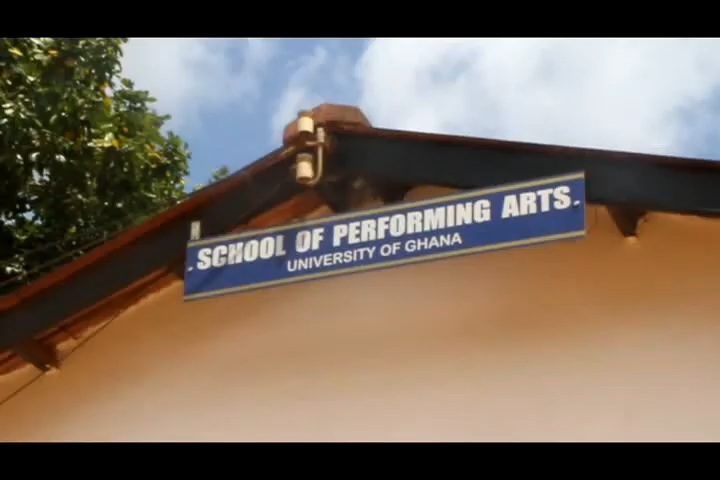 . SCHOOL OF PERFORMING ARTS .
UNIVERSITY OF GHANA